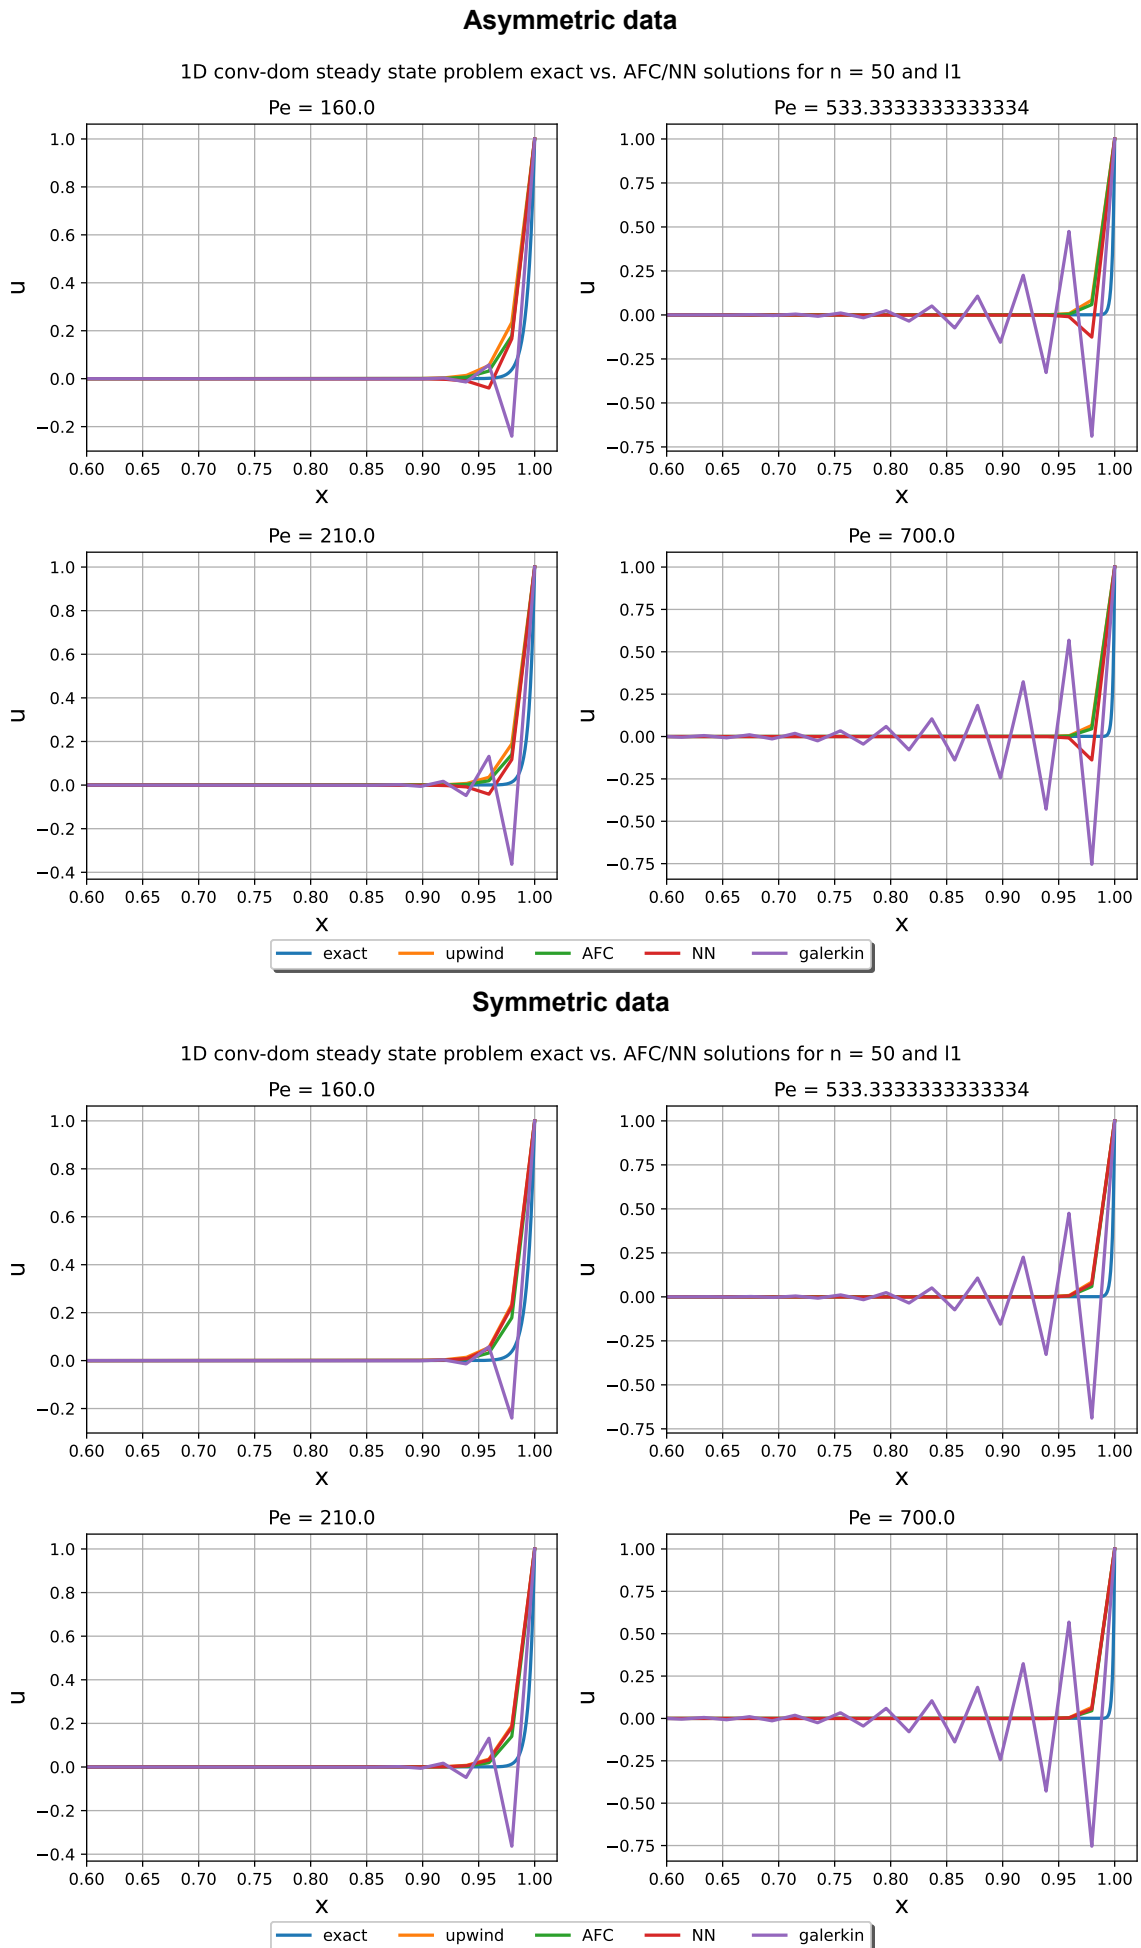 Asymmetric data
1D conv-dom steady state problem exact vs. AFC/NN solutions for n = 50 and l1
Pe = 160.0
1.0
0.8
0.6
0.4
0.2
0.0
−0.2
u
0.60 0.65 0.70 0.75 0.80 0.85 0.90 0.95 1.00
x
Pe = 533.3333333333334
1.00
0.75
0.50
0.25
0.00
−0.25
−0.50
−0.75
u
0.60 0.65 0.70 0.75 0.80 0.85 0.90 0.95 1.00
x
Pe = 210.0
1.0
0.8
0.6
0.4
0.2
0.0
−0.2
−0.4
u
0.60 0.65 0.70 0.75 0.80 0.85 0.90 0.95 1.00
x
Pe = 700.0
1.00
0.75
0.50
0.25
0.00
−0.25
−0.50
−0.75
u
0.60 0.65 0.70 0.75 0.80 0.85 0.90 0.95 1.00
x
exact upwind AFC NN galerkin
Symmetric data
1D conv-dom steady state problem exact vs. AFC/NN solutions for n = 50 and l1
Pe = 160.0
1.0
0.8
0.6
0.4
0.2
0.0
−0.2
u
0.60 0.65 0.70 0.75 0.80 0.85 0.90 0.95 1.00
x
Pe = 533.3333333333334
1.00
0.75
0.50
0.25
0.00
−0.25
−0.50
−0.75
u
0.60 0.65 0.70 0.75 0.80 0.85 0.90 0.95 1.00
x
Pe = 210.0
1.0
0.8
0.6
0.4
0.2
0.0
−0.2
−0.4
u
0.60 0.65 0.70 0.75 0.80 0.85 0.90 0.95 1.00
x
Pe = 700.0
1.00
0.75
0.50
0.25
0.00
−0.25
−0.50
−0.75
u
0.60 0.65 0.70 0.75 0.80 0.85 0.90 0.95 1.00
x
exact upwind AFC NN galerkin